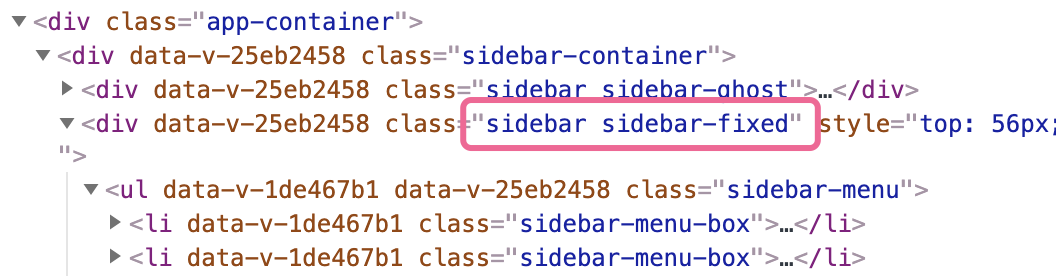 ▼<div class="app-container">
▼<div data-v-25eb2458 class="sidebar-container">
▶<div data-v-25eb2458 class="sidebar sidebar-ghost">…</div>
▼<div data-v-25eb2458 class="sidebar sidebar-fixed" style="top: 56px;
">
▼<ul data-v-1de467b1 data-v-25eb2458 class="sidebar-menu">
▶<li data-v-1de467b1 class="sidebar-menu-box">…</li>
▶<li data-v-1de467b1 class="sidebar-menu-box">…</li>